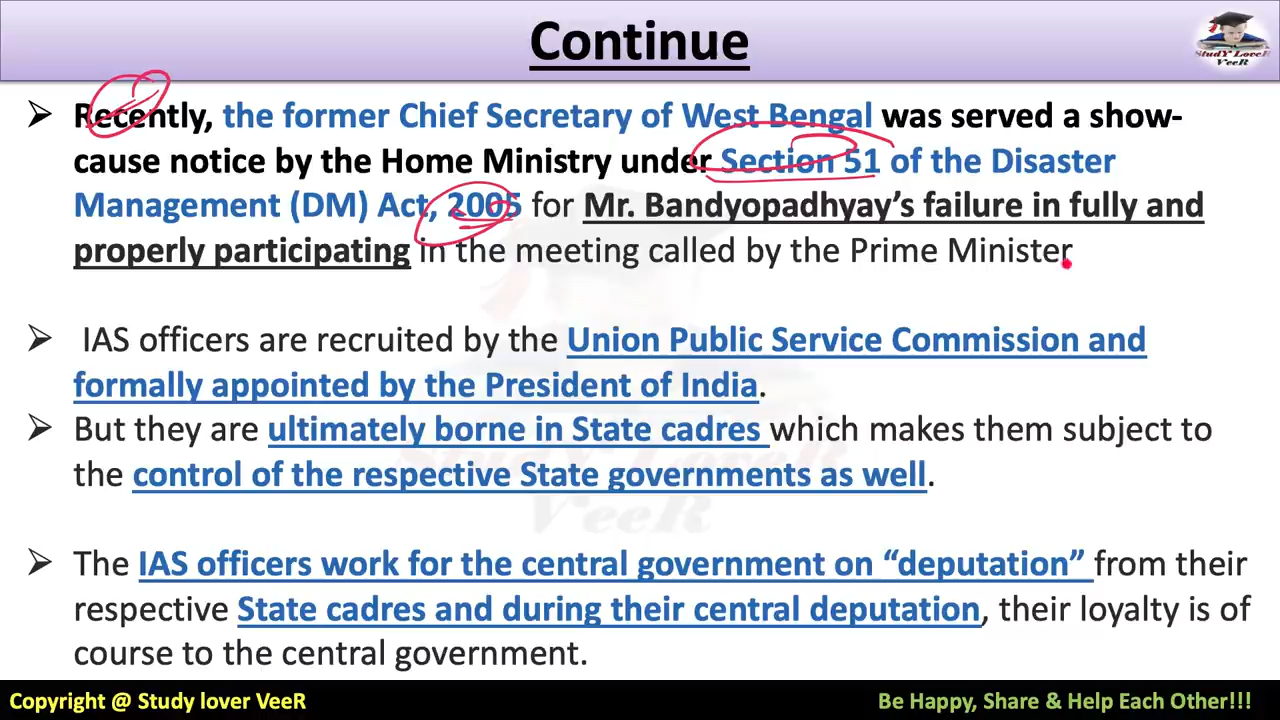 Continue
StudY LoveR
VeeR
➢ Recently, the former Chief Secretary of West Bengal was served a show-
cause notice by the Home Ministry under Section 51 of the Disaster
Management (DM) Act, 2005 for Mr. Bandyopadhyay’s failure in fully and
properly participating in the meeting called by the Prime Minister
➢ IAS officers are recruited by the Union Public Service Commission and
formally appointed by the President of India.
➢ But they are ultimately borne in State cadres which makes them subject to
the control of the respective State governments as well.
StudY LoveR
VeeR
➢ The IAS officers work for the central government on “deputation” from their
respective State cadres and during their central deputation, their loyalty is of
course to the central government.
Copyright @ Study lover VeeR
Be Happy, Share & Help Each Other!!!